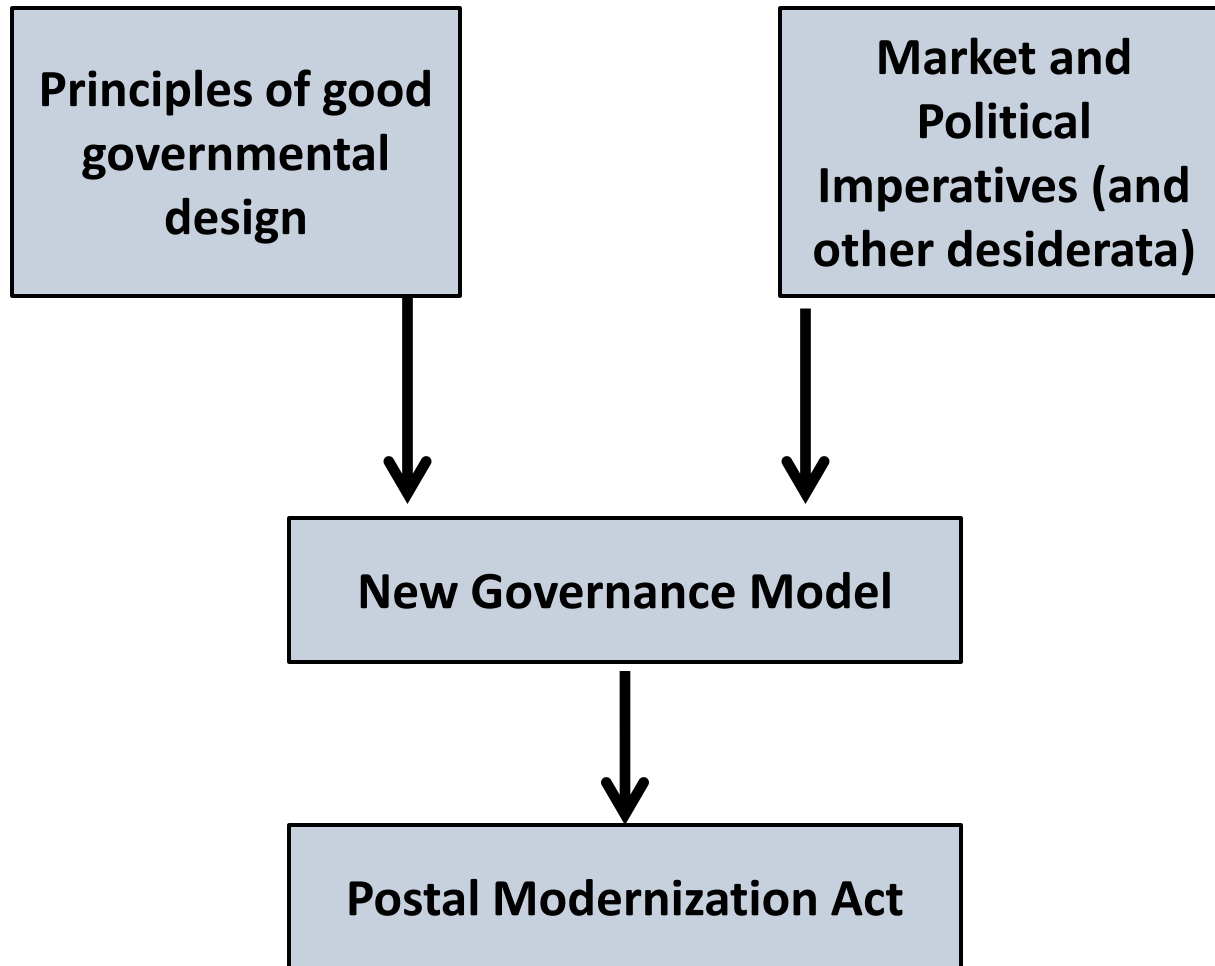 Principles of good
governmental
design
Market and
Political
Imperatives (and
other desiderata)
New Governance Model
Postal Modernization Act